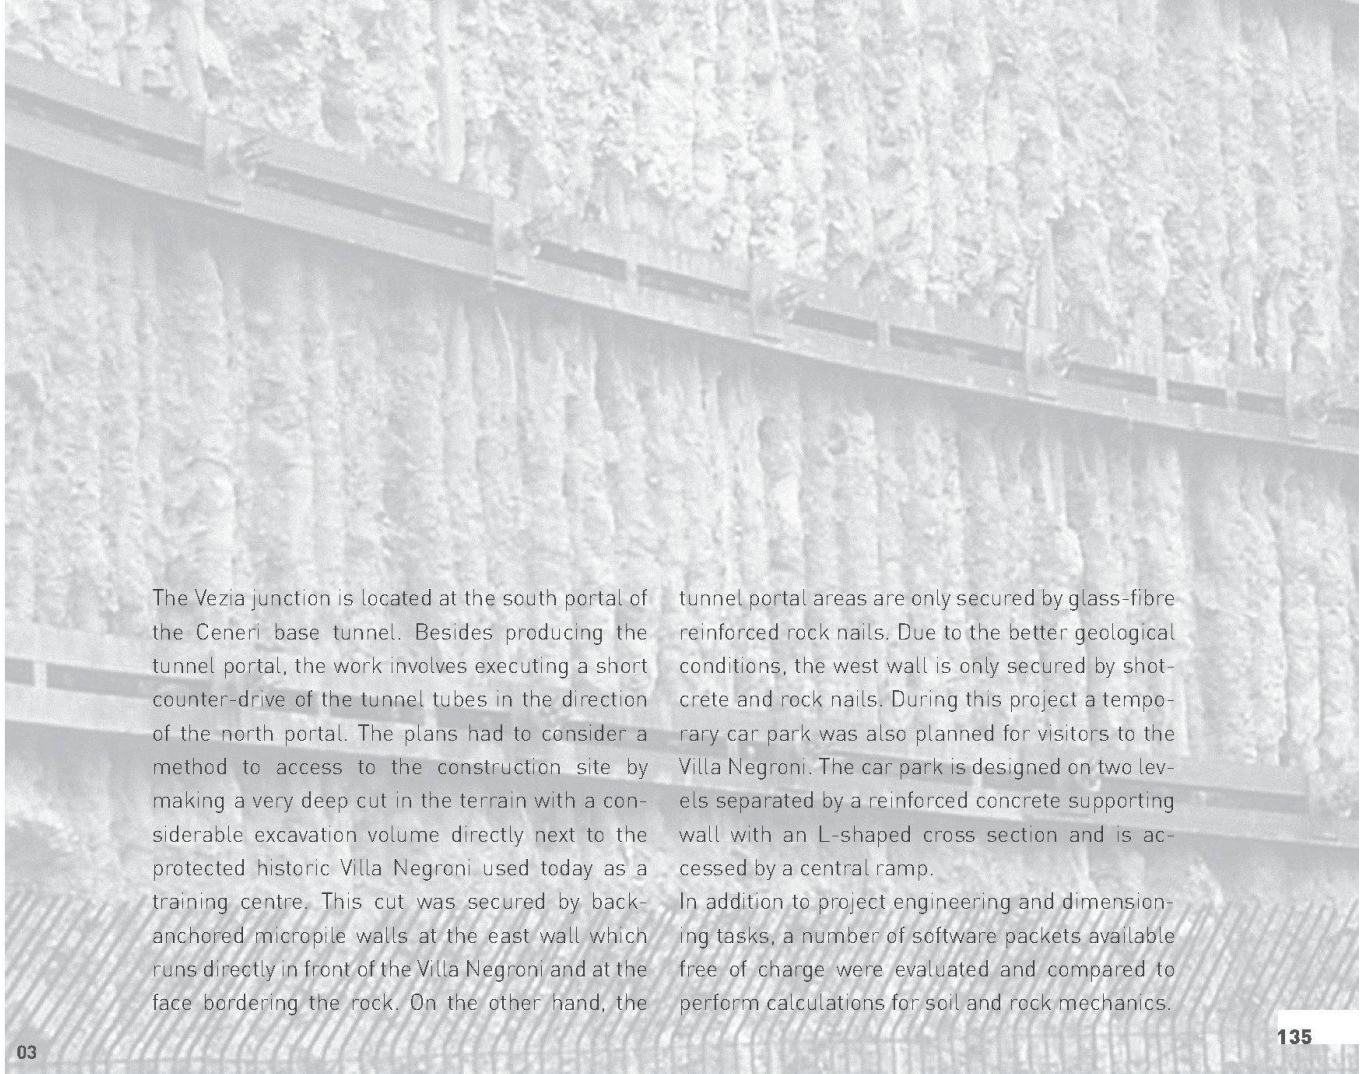 The Vezia junction is located at the south portal of
the Ceneri base tunnel. Besides producing the
tunnel portal, the work involves executing a short
counter-drive of the tunnel tubes in the direction
of the north portal. The plans had to consider a
method to access to the construction site by
making a very deep cut in the terrain with a con-
siderable excavation volume directly next to the
protected historic Villa Negroni used today as a
training centre. This cut was secured by back-
anchored micropile walls at the east wall which
runs directly in front of the Villa Negroni and at the
face bordering the rock. On the other hand, the
tunnel portal areas are only secured by glass-fibre
reinforced rock nails. Due to the better geological
conditions, the west wall is only secured by shot-
crete and rock nails. During this project a tempo-
rary car park was also planned for visitors to the
Villa Negroni. The car park is designed on two lev-
els separated by a reinforced concrete supporting
wall with an L-shaped cross section and is ac-
cessed by a central ramp.
In addition to project engineering and dimension-
ing tasks, a number of software packets available
free of charge were evaluated and compared to
perform calculations for soil and rock mechanics.
03
135